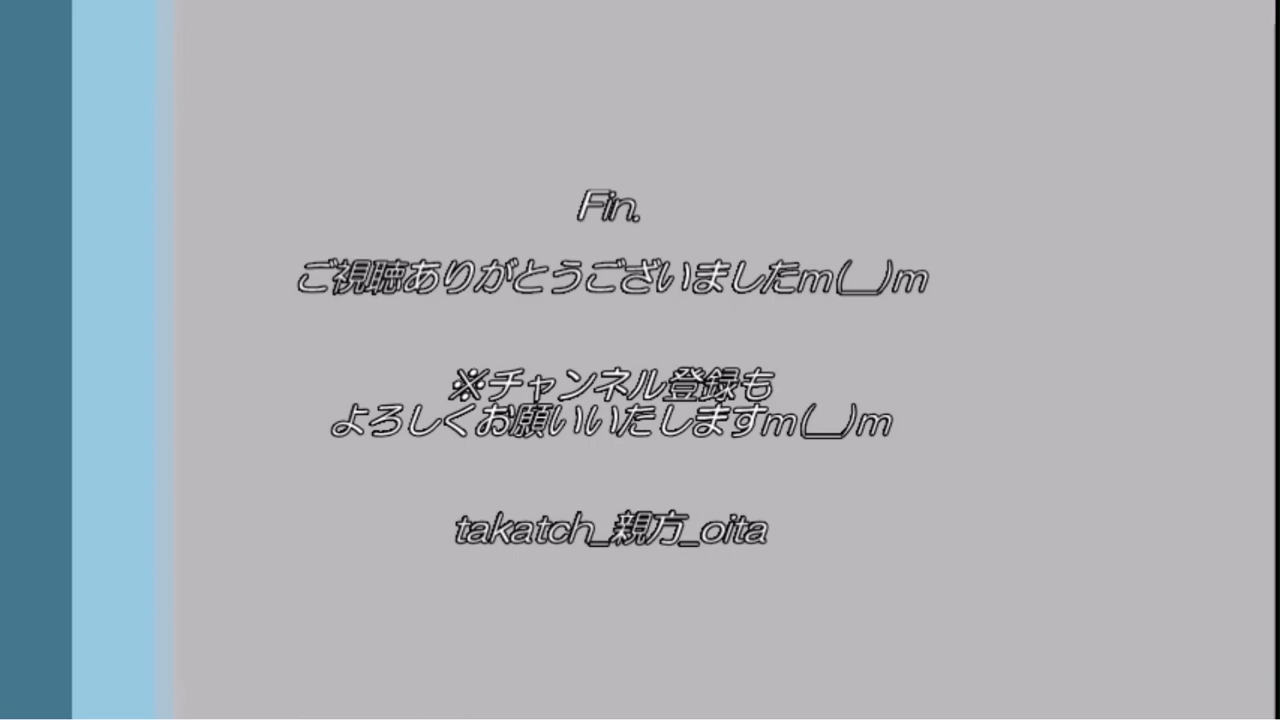 Fin.
ご視聴ありがとうございましたm(__)m
※チャンネル登録も
よろしくお願いいたしますm(__)m
takatch_親方_oita